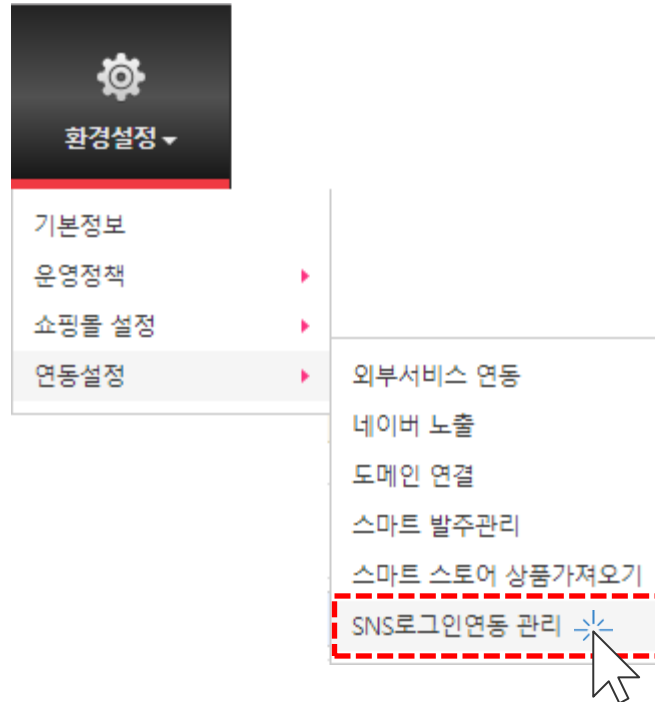 환경설정
기본정보
운영정책
쇼핑몰 설정
연동설정
외부서비스 연동
네이버 노출
도메인 연결
스마트 발주관리
스마트 스토어 상품가져오기
SNS로그인연동 관리